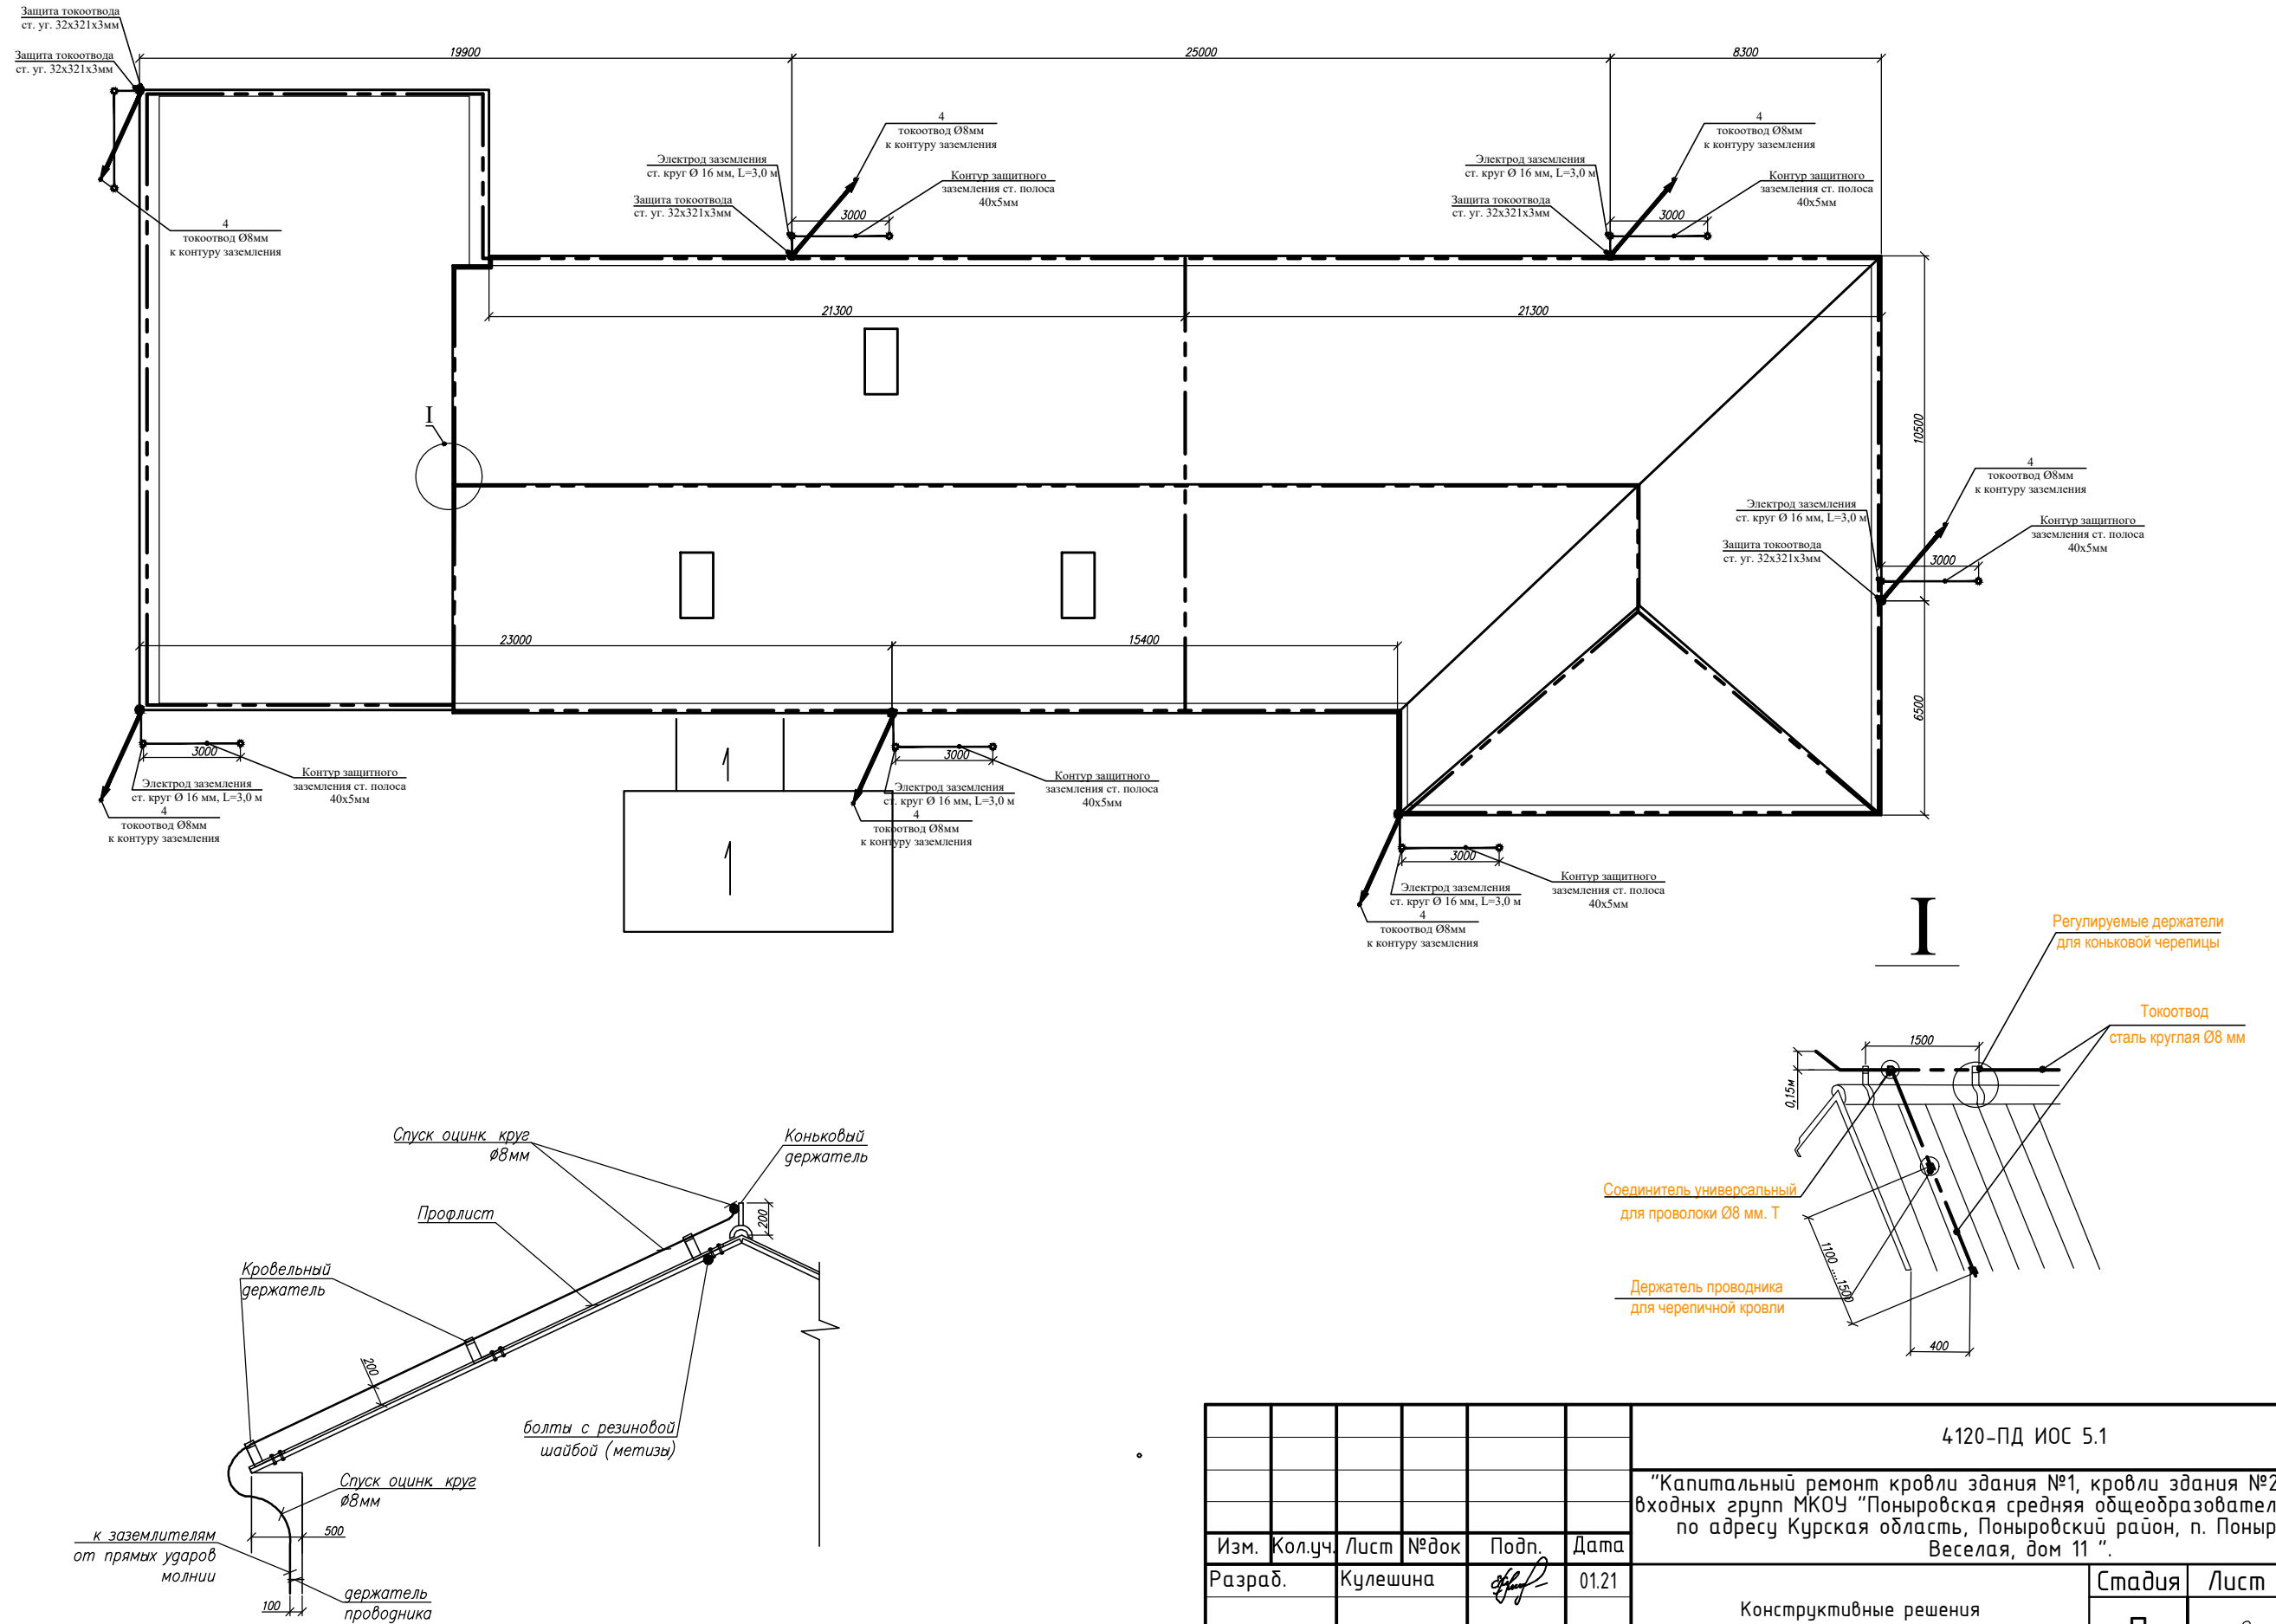 Защита токоотвода
ст. уг. 32х321х3мм
Защита токоотвода
ст. уг. 32х321х3мм
19900
25000
8300
4
токоотвод Ø8мм
к контуру заземления
4
токоотвод Ø8мм
к контуру заземления
Электрод заземления
ст. круг Ø 16 мм, L=3,0 м
Контур защитного
заземления ст. полоса
40х5мм
Защита токоотвода
ст. уг. 32х321х3мм
3000
4
токоотвод Ø8мм
к контуру заземления
Электрод заземления
ст. круг Ø 16 мм, L=3,0 м
Контур защитного
заземления ст. полоса
40х5мм
Защита токоотвода
ст. уг. 32х321х3мм
3000
21300
21300
I
10500
4
токоотвод Ø8мм
к контуру заземления
Электрод заземления
ст. круг Ø 16 мм, L=3,0 м
Контур защитного
заземления ст. полоса
40х5мм
Защита токоотвода
ст. уг. 32х321х3мм
3000
23000
15400
6500
3000
Электрод заземления
ст. круг Ø 16 мм, L=3,0 м
4
токоотвод Ø8мм
к контуру заземления
Контур защитного
заземления ст. полоса
40х5мм
3000
Электрод заземления
ст. круг Ø 16 мм, L=3,0 м
4
токоотвод Ø8мм
к контуру заземления
Контур защитного
заземления ст. полоса
40х5мм
3000
Электрод заземления
ст. круг Ø 16 мм, L=3,0 м
4
токоотвод Ø8мм
к контуру заземления
Контур защитного
заземления ст. полоса
40х5мм
I
Регулируемые держатели
для коньковой черепицы
Токоотвод
сталь круглая Ø8 мм
1500
0,15м
Соединитель универсальный
для проволоки Ø8 мм. Т
1100 ... 1500
Держатель проводника
для черепичной кровли
400
Спуск оцинк. круг
Ø8мм
Коньковый
держатель
Профлист
200
Кровельный
держатель
200
болты с резиновой
шайбой (метизы)
Спуск оцинк. круг
Ø8мм
500
к заземлителям
от прямых ударов
молнии
100
держатель
проводника
4120-ПД ИОС 5.1
"Капитальный ремонт кровли здания №1, кровли здания №2
входных групп МКОУ "Поныровская средняя общеобразовател
по адресу Курская область, Поныровский район, п. Поныр
Веселая, дом 11 ".
Изм. Кол.уч. Лист №док Подп. Дата
Разраб. Кулешина 01.21
Конструктивные решения
Стадия Лист